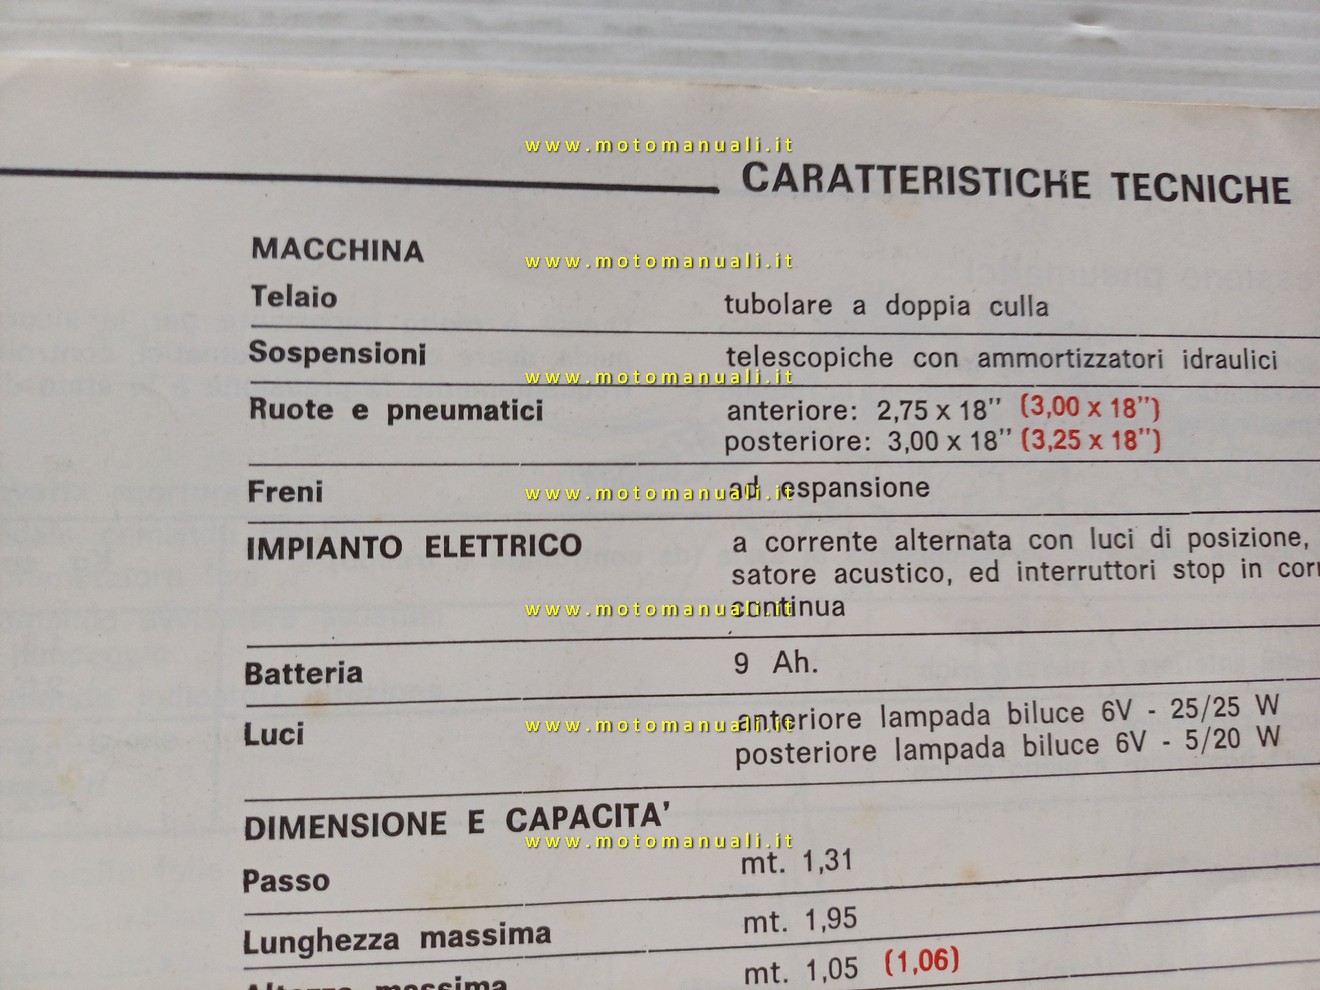 www.motomanuali.it
CARATTERISTICHE TECNICHE
MACCHINA
www.motomanuali.it
Telaio tubolare a doppia culla
Sospensioni telescopiche con ammortizzatori idraulici
www.motomanuali.it
Ruote e pneumatici anteriore: 2,75 x 18" (3,00 x 18")
posteriore: 3,00 x 18" (3,25 x 18")
Freni ad espansione
www.motomanuali.it
IMPIANTO ELETTRICO a corrente alternata con luci di posizione,
satore acustico, ed interruttori stop in
continua
www.motomanuali.it
Batteria 9 Ah.
Luci anteriore lampada biluce 6V - 25/25 W
www.motomanuali.it
posteriore lampada biluce 6V - 5/20 W
DIMENSIONE E CAPACITA'
www.motomanuali.it
Passo mt. 1,31
Lunghezza massima mt. 1,95
Altezza massima mt. 1,05 (1,06)